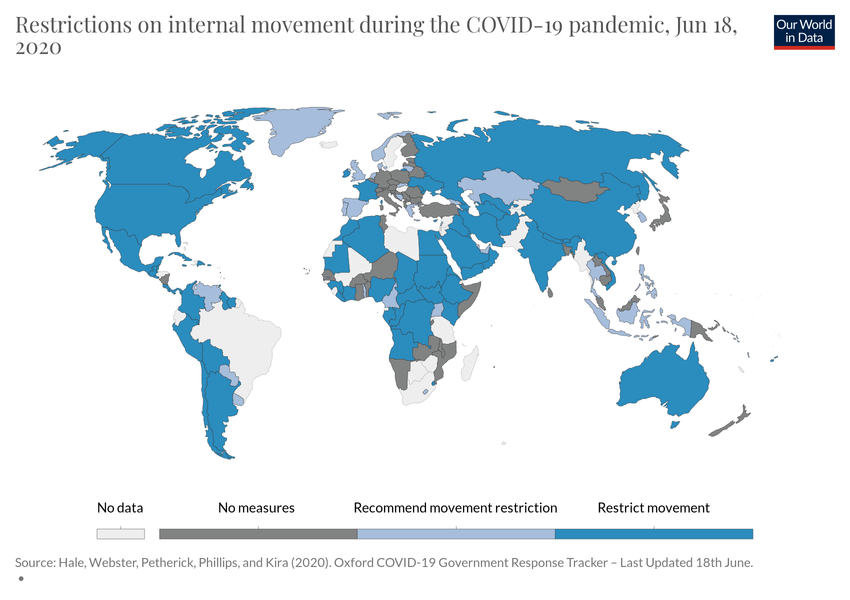 Restrictions on internal movement during the COVID-19 pandemic, Jun 18,
2020
Our World
in Data
No data
No measures
Recommend movement restriction
Restrict movement
Source: Hale, Webster, Petherick, Phillips, and Kira (2020). Oxford COVID-19 Government Response Tracker – Last Updated 18th June.